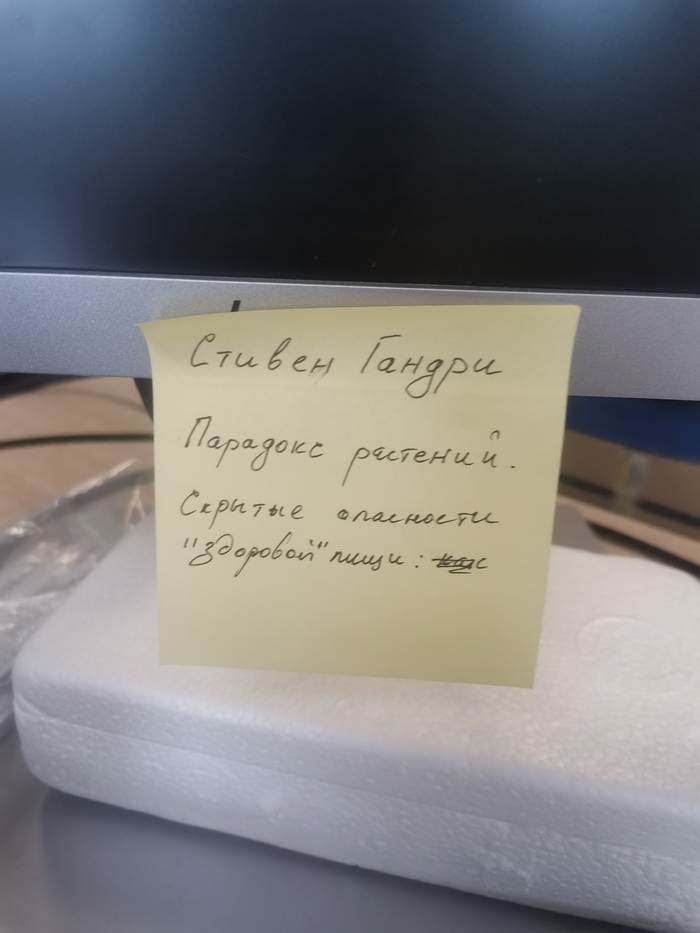 Стивен Гандри
Парадокс растений.
Скрытые опасности
"Здоровой" пищи: